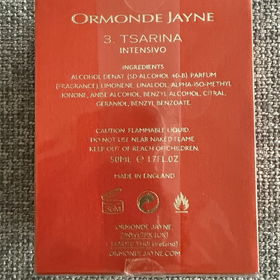 ORMONDE JAYNE
3. TSARINA
INTENSIVO
INGREDIENTS
ALCOHOL DENAT (SD ALCOHOL 40-B) PARFUM
(FRAGRANCE), LIMONENE, LINALOOL, ALPHA-ISO-METHYL
IONONE, ANISE ALCOHOL, BENZYL ALCOHOL, CITRAL,
GERANIOL, BENZYL BENZOATE.
CAUTION: FLAMMABLE LIQUID.
DO NOT USE NEAR NAKED FLAME
KEEP OUT OF REACH OF CHILDREN.
50ML ℮ 1.7FL.OZ
MADE IN ENGLAND
ORMONDE JAYNE
ORMONDEJAYNE.COM